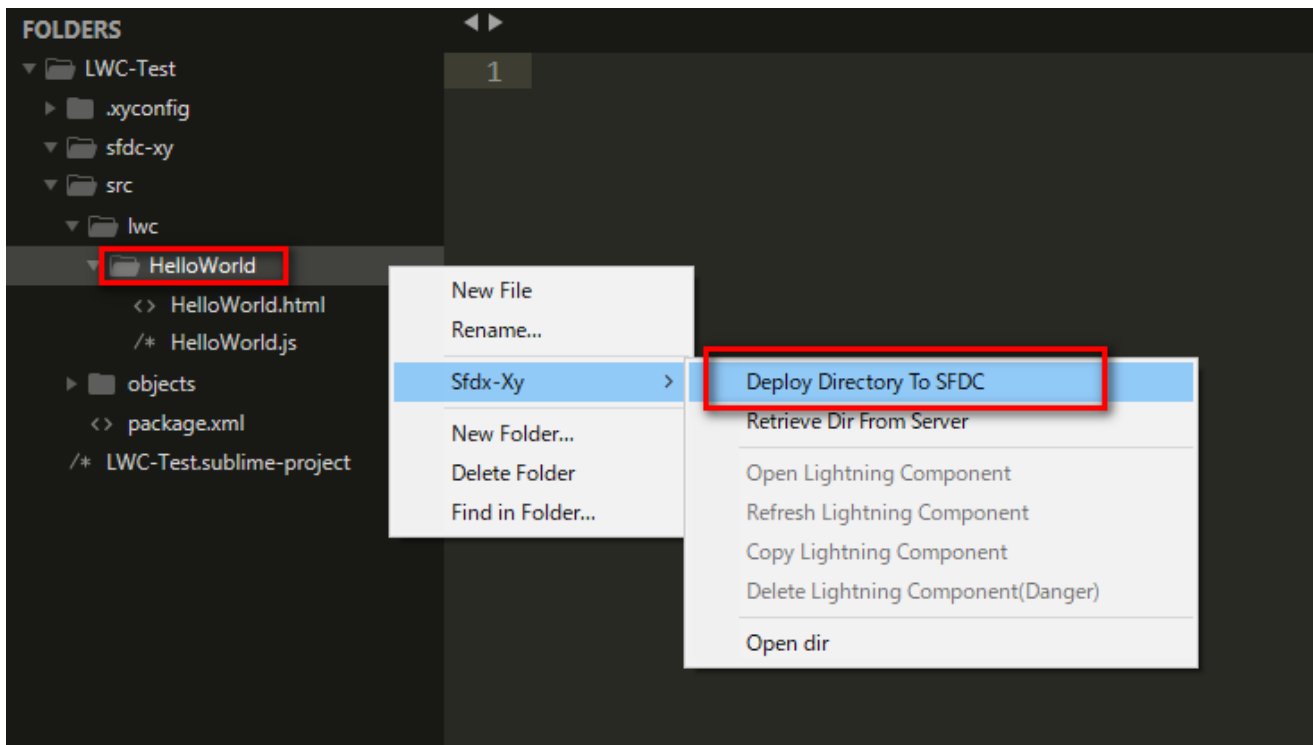 FOLDERS
LWC-Test
.xyconfig
sfdc-xy
src
lwc
HelloWorld
<> HelloWorld.html
/* HelloWorld.js
objects
<> package.xml
/* LWC-Test.sublime-project
1
New File
Rename...
Sfdx-Xy >
New Folder...
Delete Folder
Find in Folder...
Deploy Directory To SFDC
Retrieve Dir From Server
Open Lightning Component
Refresh Lightning Component
Copy Lightning Component
Delete Lightning Component(Danger)
Open dir